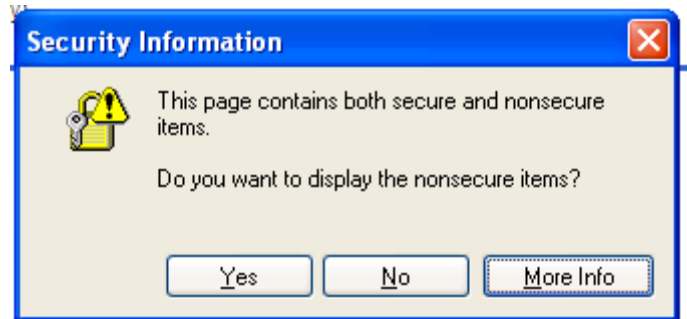 Security Information
This page contains both secure and nonsecure
items.
Do you want to display the nonsecure items?
Yes No More Info